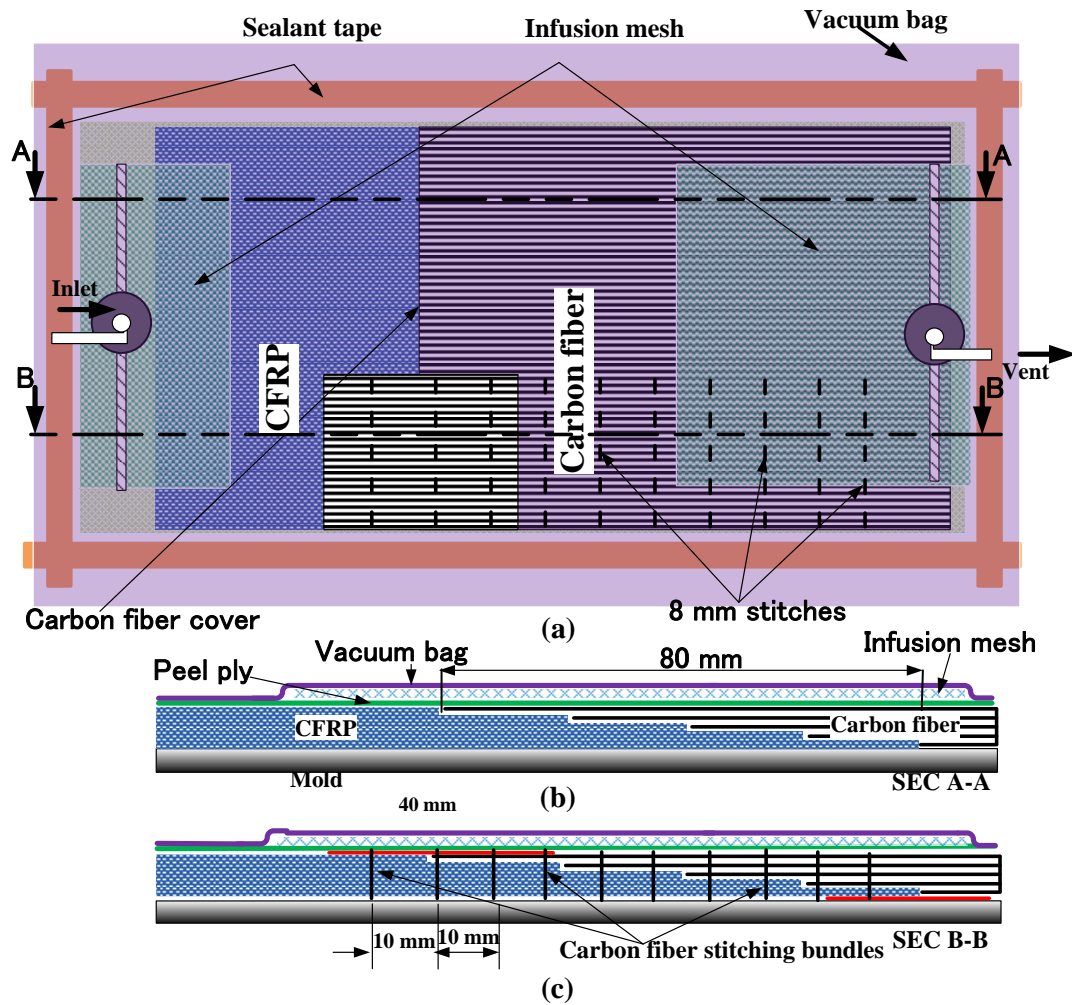 Sealant tape
Infusion mesh
Vacuum bag
A
A
Inlet
CFRP
Carbon fiber
Vent
B
B
Carbon fiber cover
8 mm stitches
(a)
Vacuum bag
Infusion mesh
Peel ply
80 mm
CFRP
Carbon fiber
Mold
SEC A-A
(b)
40 mm
10 mm
10 mm
Carbon fiber stitching bundles
SEC B-B
(c)